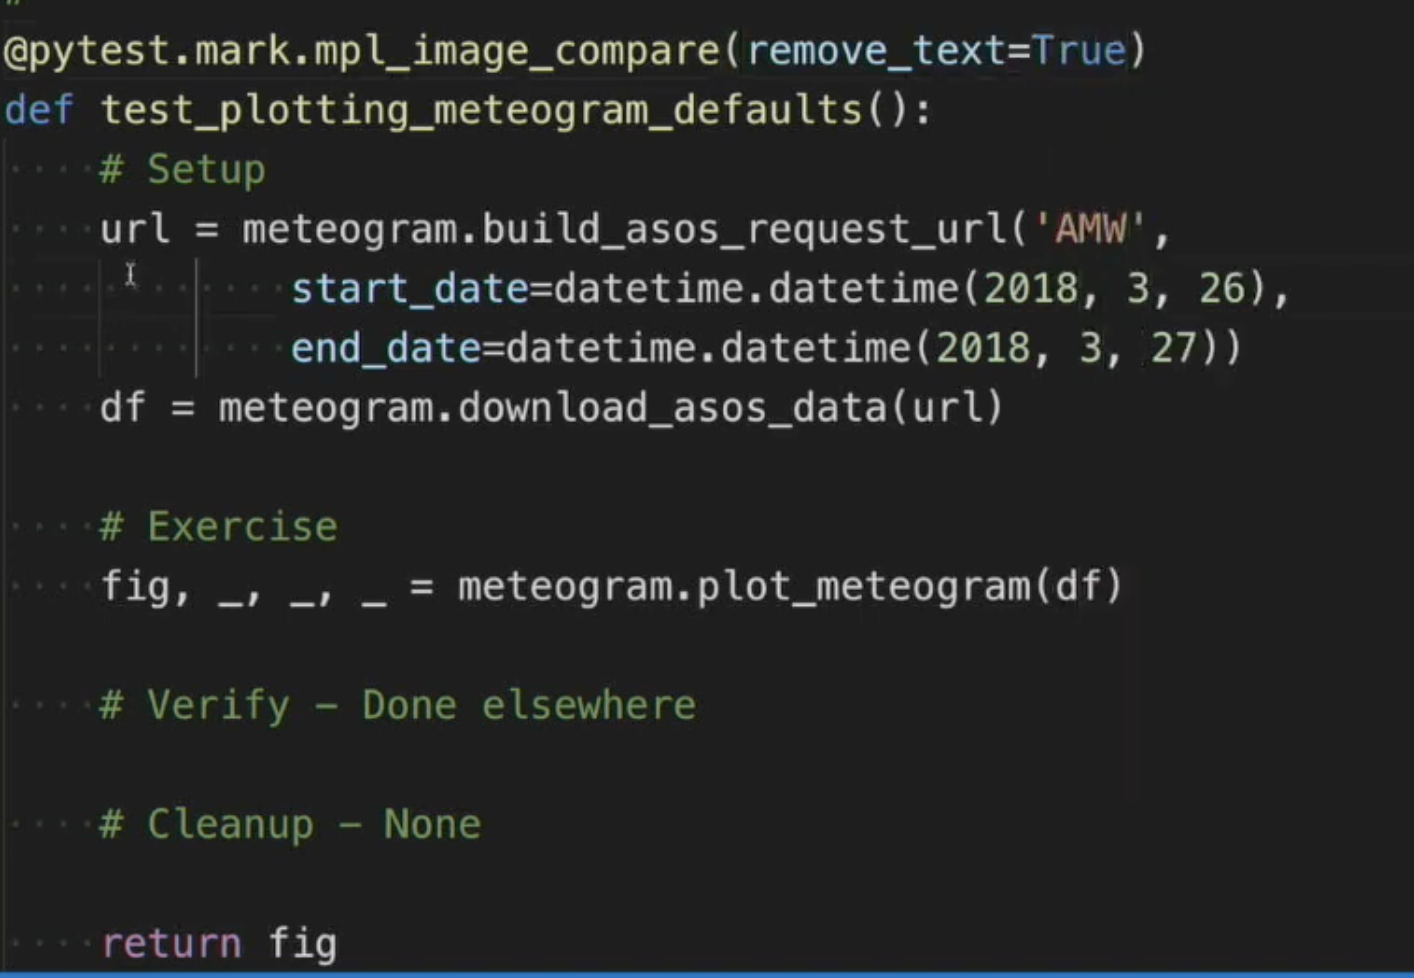 @pytest.mark.mpl_image_compare(remove_text=True)
def test_plotting_meteogram_defaults():
    # Setup
    url = meteogram.build_asos_request_url('AMW',
                start_date=datetime.datetime(2018, 3, 26),
                end_date=datetime.datetime(2018, 3, 27))
    df = meteogram.download_asos_data(url)

    # Exercise
    fig, _, _, _ = meteogram.plot_meteogram(df)

    # Verify – Done elsewhere

    # Cleanup – None

    return fig